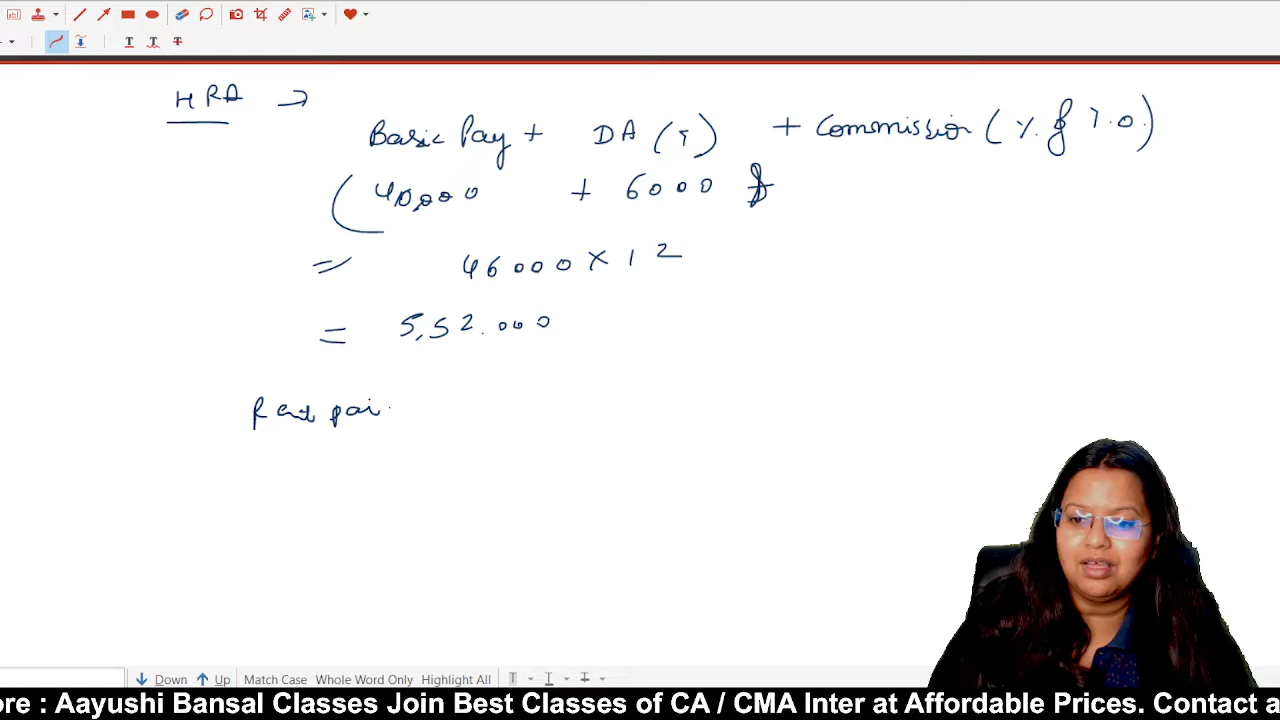 HRA →
Basic Pay + DA (T) + Commission (% of T.O.)
(40,000 + 6000
= 46000 x 12
= 5,52.000
Rent pai
Down Up Match Case Whole Word Only Highlight All
ore : Aayushi Bansal Classes Join Best Classes of CA / CMA Inter at Affordable Prices. Contact a